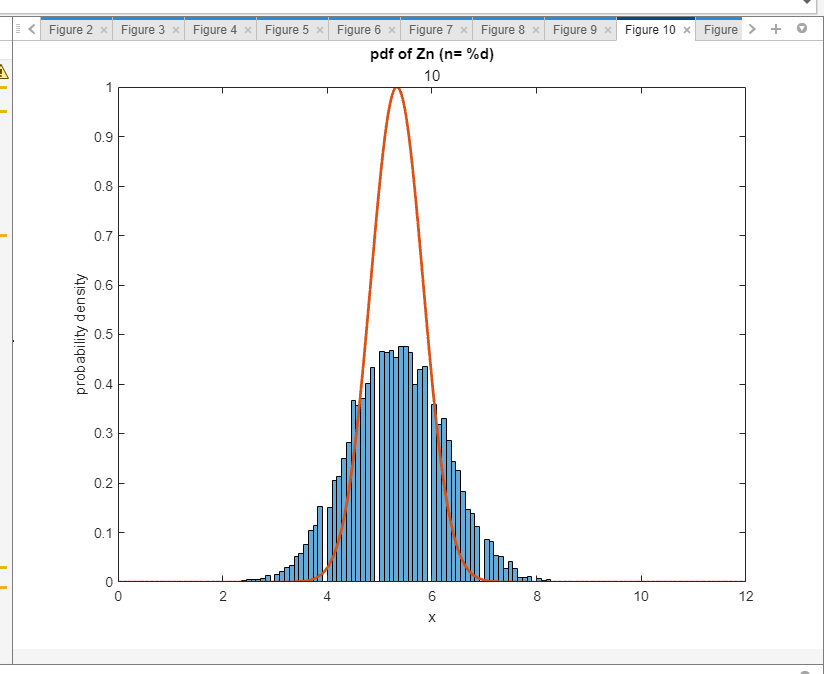 Figure 2 × Figure 3 × Figure 4 × Figure 5 × Figure 6 × Figure 7 × Figure 8 × Figure 9 × Figure 10 × Figure
pdf of Zn (n= %d)
10
1
0.9
0.8
0.7
0.6
0.5
0.4
0.3
0.2
0.1
0
probability density
0 2 4 6 8 10 12
x